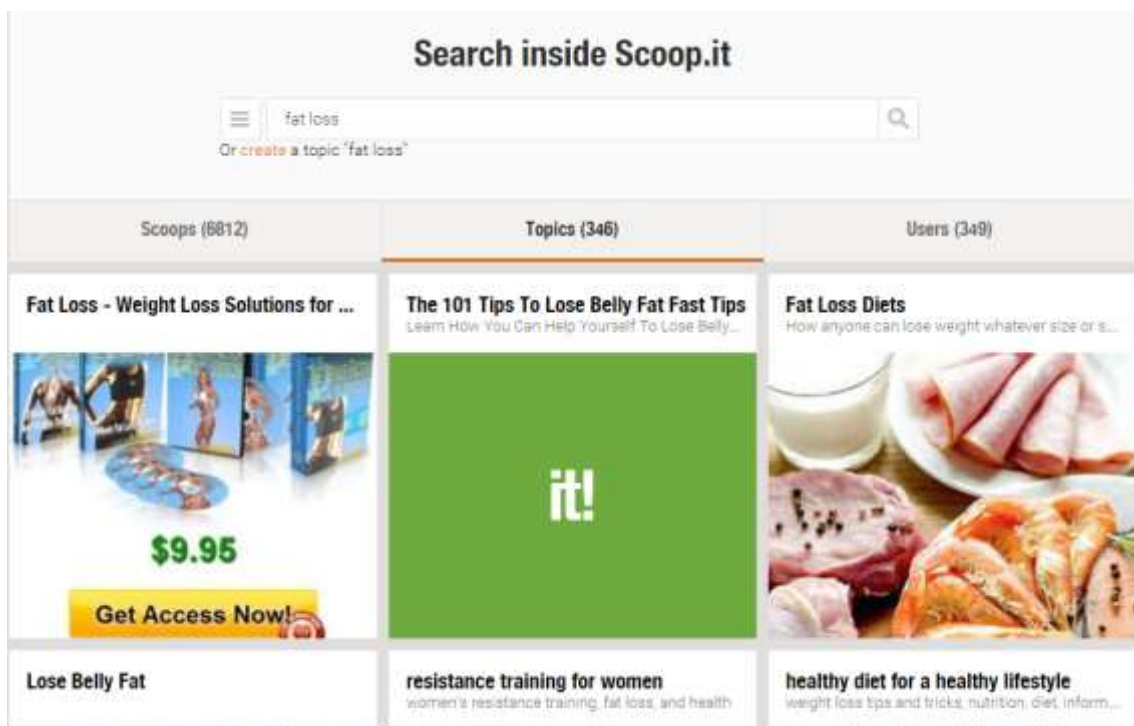 Search inside Scoop.it
fat loss
Or create a topic "fat loss"
Scoops (6812)
Topics (346)
Users (349)
Fat Loss - Weight Loss Solutions for ...
The 101 Tips To Lose Belly Fat Fast Tips
Learn How You Can Help Yourself To Lose Belly...
Fat Loss Diets
How anyone can lose weight whatever size or s...
it!
$9.95
Get Access Now!
Lose Belly Fat
resistance training for women
women's resistance training, fat loss, and health
healthy diet for a healthy lifestyle
weight loss tips and tricks, nutrition, diet, inform...